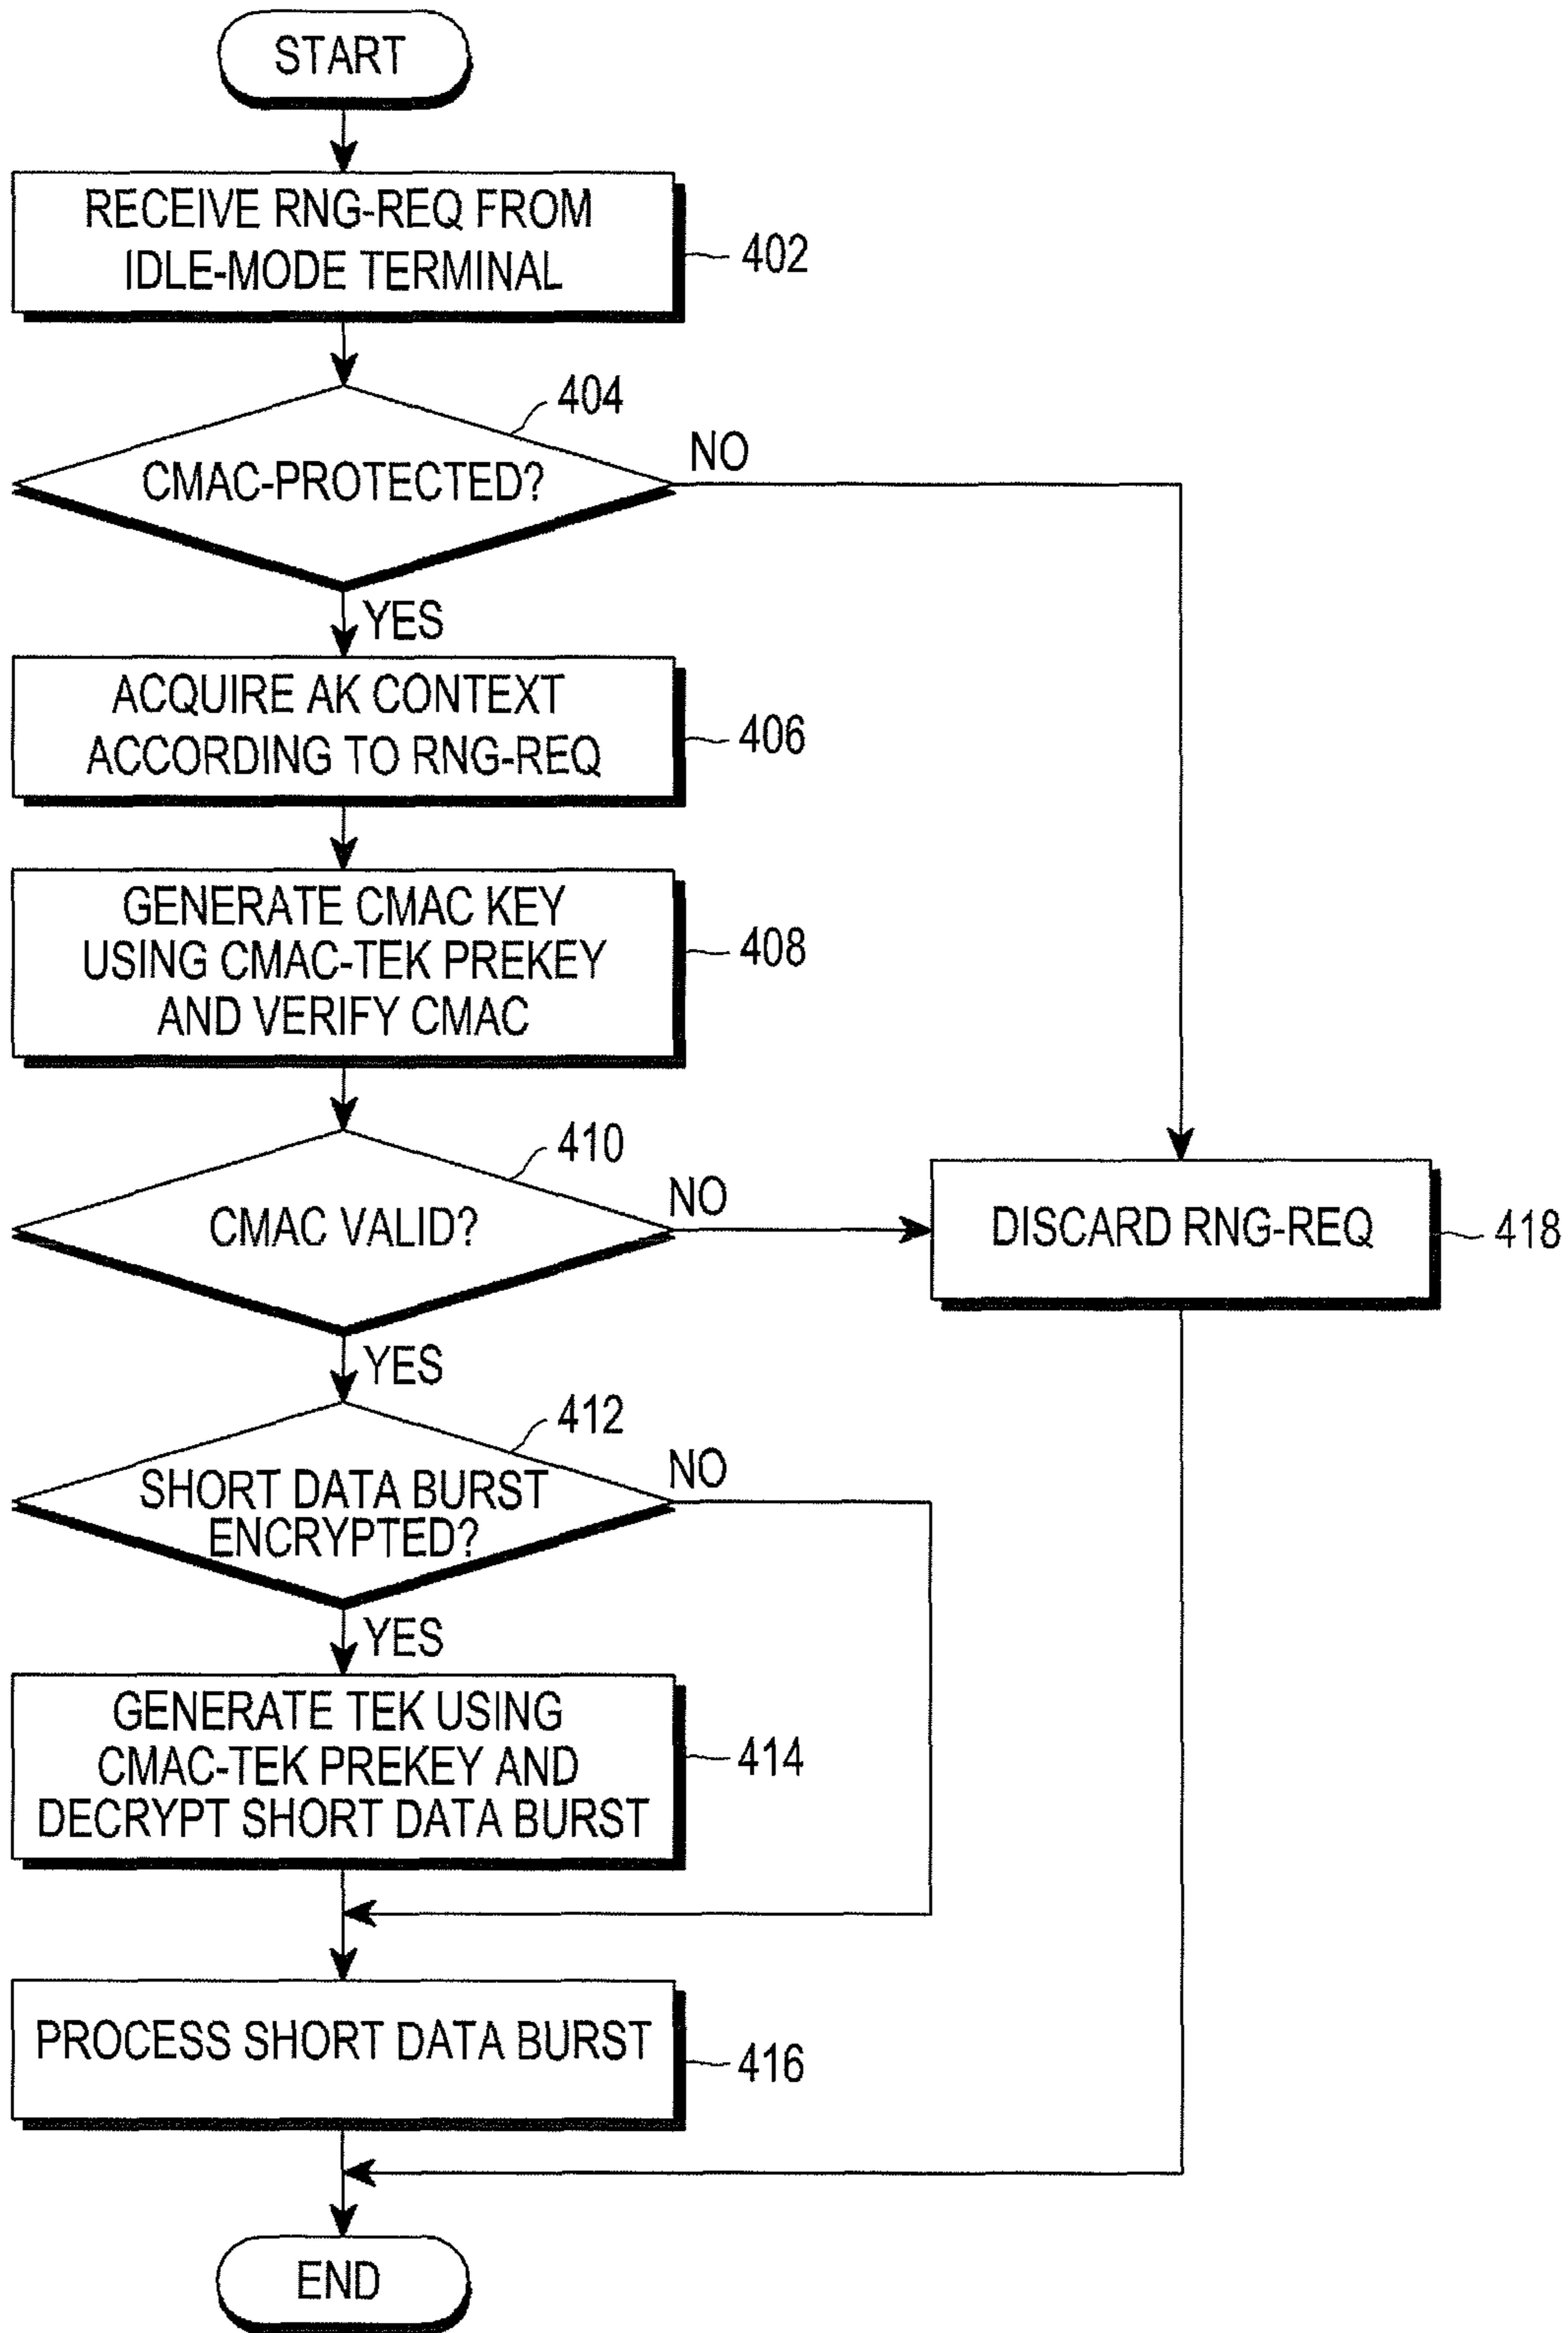 START
RECEIVE RNG-REQ FROM
IDLE-MODE TERMINAL
402
404
CMAC-PROTECTED?
NO
YES
ACQUIRE AK CONTEXT
ACCORDING TO RNG-REQ
406
GENERATE CMAC KEY
USING CMAC-TEK PREKEY
AND VERIFY CMAC
408
410
CMAC VALID?
NO
DISCARD RNG-REQ
418
YES
412
SHORT DATA BURST
ENCRYPTED?
NO
YES
GENERATE TEK USING
CMAC-TEK PREKEY AND
DECRYPT SHORT DATA BURST
414
PROCESS SHORT DATA BURST
416
END